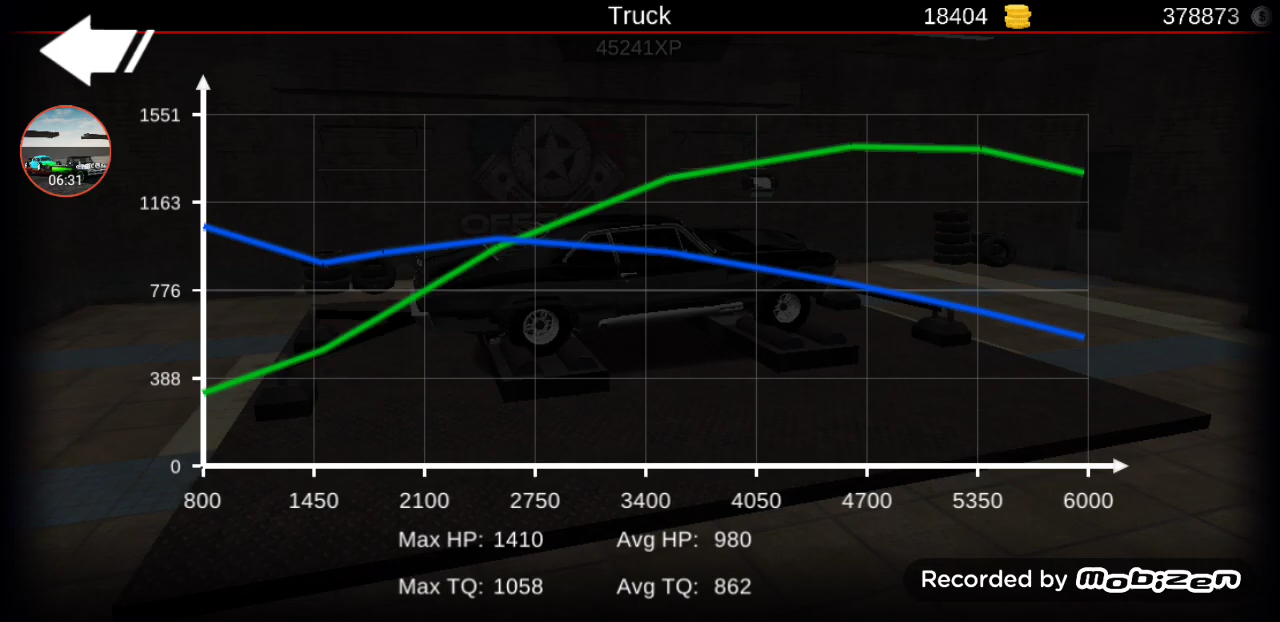 Truck
18404
378873
45241XP
1551
06:31
1163
776
388
0
800 1450 2100 2750 3400 4050 4700 5350 6000
Max HP: 1410 Avg HP: 980
Max TQ: 1058 Avg TQ: 862
Recorded by mobizen